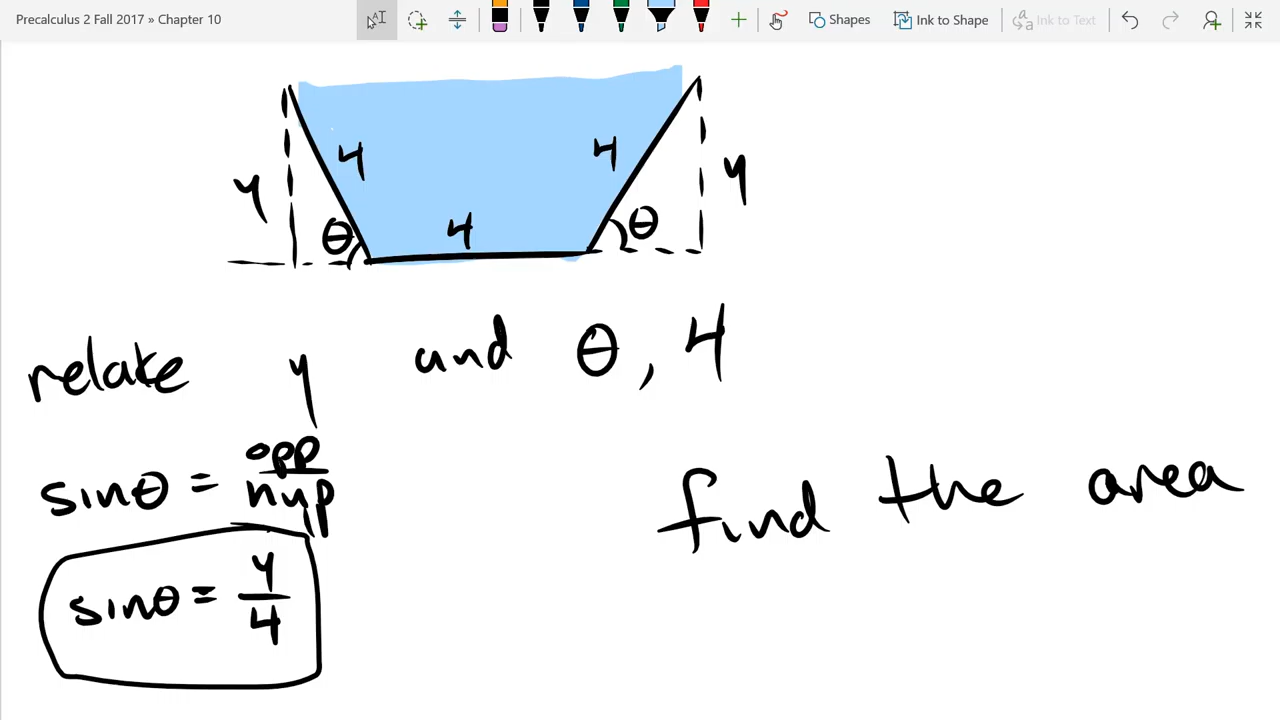 Precalculus 2 Fall 2017 » Chapter 10
Shapes
Ink to Shape
Ink to Text
4
4
y
y
θ
4
θ
relate y and θ, 4
sinθ = opp/hyp
find the area
sinθ = y/4